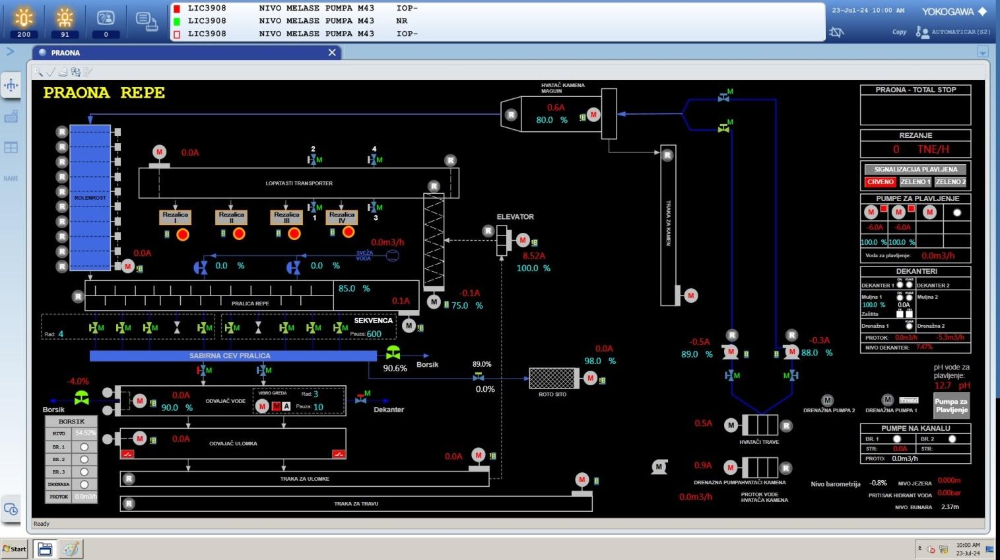 LIC3908 NIVO MELASE PUMPA M43 IOP-
LIC3908 NIVO MELASE PUMPA M43 NR
LIC3908 NIVO MELASE PUMPA M43 IOP-
200 91 0
23-Jul-24 10:00 AM YOKOGAWA
Copy AUTOMATICAR(S2)
PRAONA
NAME
PRAONA REPE
HVATAČ KAMENA
MAGUIN
0.6A
R 80.0 % !B M
M
M
PRAONA - TOTAL STOP
REZANJE
0 TNE/H
SIGNALIZACIJA PLAVLJENA
CRVENO ZELENO 1 ZELENO 2
PUMPE ZA PLAVLJENJE
M M M
-6.0A -6.0A
100.0 % 100.0 %
Voda za plavljenje: 0.0m3/h
DEKANTERI
DEKANTER 1 DEKANTER 2
Muljna 1 Muljna 2
100.0 % 0.0A
Zaštita
Drenažna 1 Drenažna 2
PROTOK: 0.0m3/h -5.3m3/h
NIVO DEKANTER: 7.47%
pH vode za
plavljenje:
12.7 pH
Pumpa za
Plavljenje
PUMPE NA KANALU
BR. 1 BR. 2
STR: 0.0A STR:
PROTO 0.0m3/h
Nivo barometrija -0.8% NIVO JEZERA 0.000m
PRITISAK HIDRANT VODA 0.00bar
NIVO BUNARA 2.37m
R R R R R R R R R R
ROLENROST
0.0A
M !B
M 0.0A
2 M 4 M R
LOPATASTI TRANSPORTER
M 1 M 3
Rezalica
I
Rezalica
II
Rezalica
III
Rezalica
IV
B B B B
0.0m3/h
SVEŽA
VODA
0.0 % 0.0 %
R
-0.1A
M B 75.0 %
ELEVATOR
R M !B
8.52A
100.0 %
R
TRAKA ZA KAMEN
M
R PRALICA REPE
85.0 %
0.1A
M !B
SEKVENCA
Rad: 4 M M M M M M M M Pauza: 600
SABIRNA CEV PRALICA
90.6% Borsik
89.0%
0.0%
0.0A
98.0 %
M !B
ROTO SITO
M M
-4.0%
Borsik
M !B 0.0A
90.0 %
ODVAJAČ VODE
VIBRO GREDA Rad: 3
M M A Pauza: 10
M
Dekanter
BORSIK
NIVO 54.52%
BR.1
BR.2
BR.3
DRENAŽA
PROTOK 0.0m3/h
M !B 0.0A
ODVAJAČ ULOMKA
0.0A M !B
R TRAKA ZA ULOMKE
M B
R TRAKA ZA TRAVU
R R
-0.5A
89.0 % M B
-0.3A
B M 88.0 %
M M
0.5A M R
HVATAČI TRAVE
M
0.9A M R
DRENAZNA PUMPA HVATAČI KAMENA
0.0m3/h
PROTOK VODE
HVATAČA KAMENA
M
DRENAŽNA PUMPA 2
M Trend
DRENAŽNA PUMPA 1
Ready
Start
10:00 AM
23-Jul-24